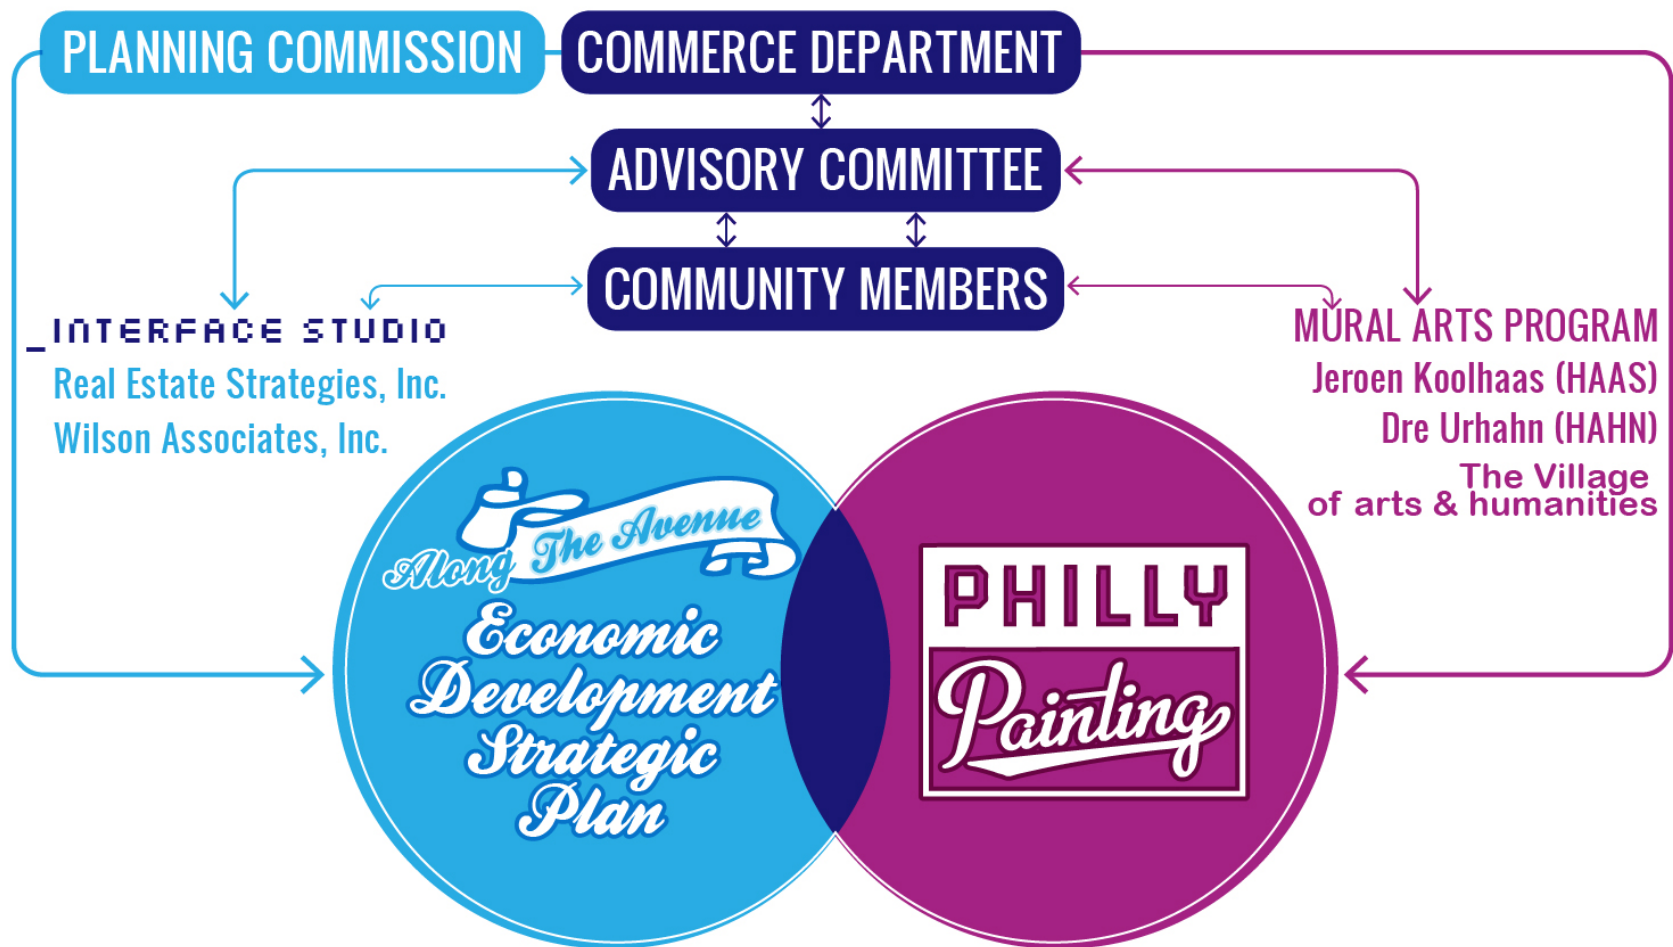 PLANNING COMMISSION
COMMERCE DEPARTMENT
ADVISORY COMMITTEE
COMMUNITY MEMBERS
_INTERFACE STUDIO
Real Estate Strategies, Inc.
Wilson Associates, Inc.
MURAL ARTS PROGRAM
Jeroen Koolhaas (HAAS)
Dre Urhahn (HAHN)
The Village
of arts & humanities
Along The Avenue
Economic
Development
Strategic
Plan
PHILLY
Painting